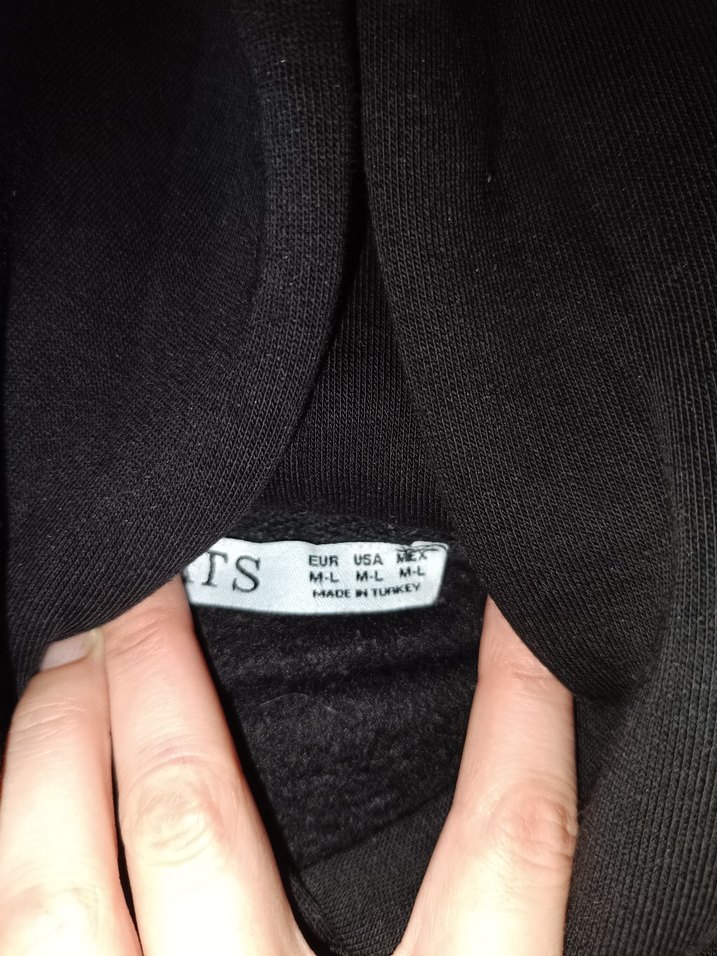 TS
EUR USA MEX
M-L M-L M-L
MADE IN TURKEY